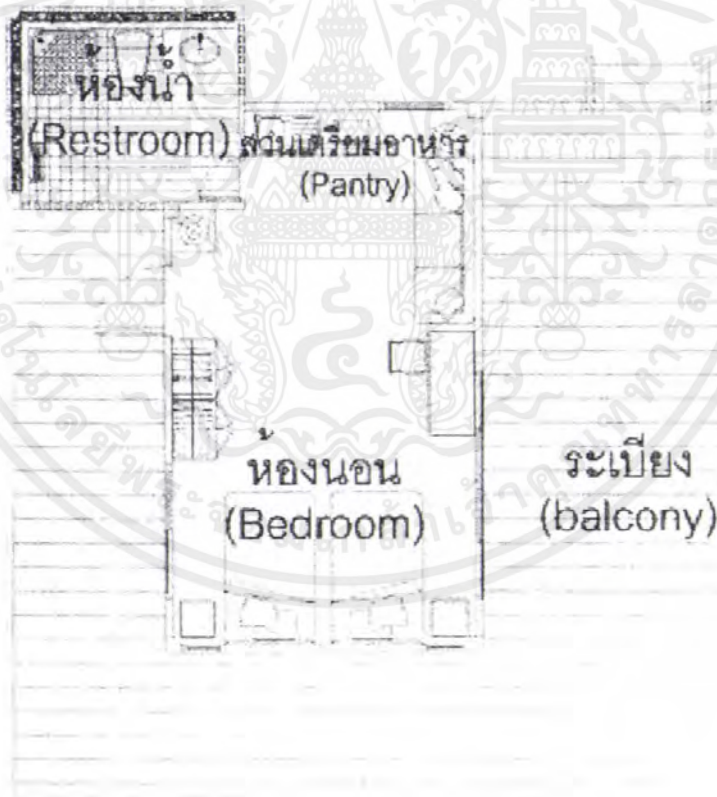 ห้องน้ำ
(Restroom)
ส่วนเตรียมอาหาร
(Pantry)
ห้องนอน
(Bedroom)
ระเบียง
(balcony)